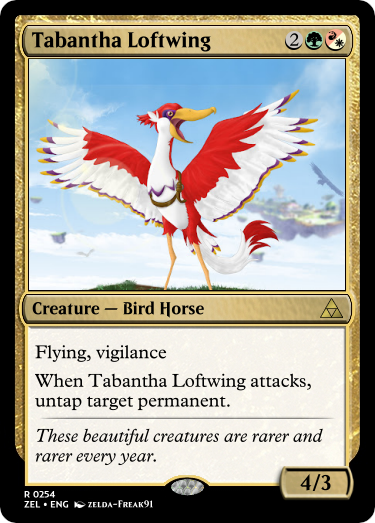 Tabantha Loftwing 2
Creature — Bird Horse
Flying, vigilance
When Tabantha Loftwing attacks,
untap target permanent.
These beautiful creatures are rarer and
rarer every year.
4/3
R 0254
ZEL • ENG Zelda-Freak91